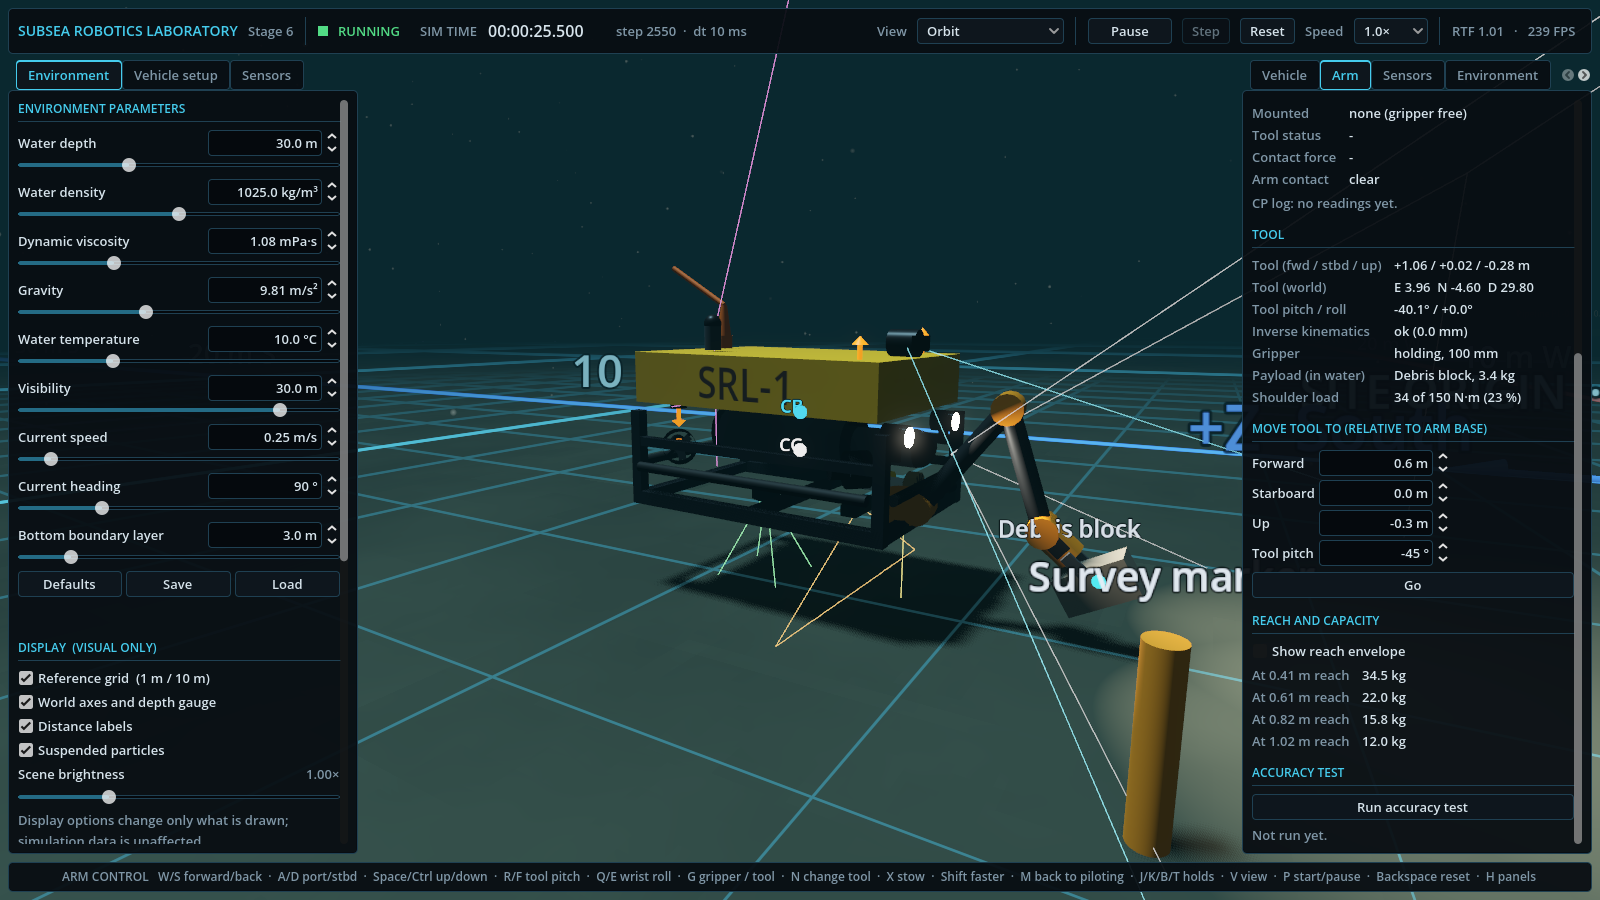 SUBSEA ROBOTICS LABORATORY Stage 6 RUNNING SIM TIME 00:00:25.500 step 2550 · dt 10 ms View Orbit Pause Step Reset Speed 1.0× RTF 1.01 · 239 FPS
Environment Vehicle setup Sensors
ENVIRONMENT PARAMETERS
Water depth 30.0 m
Water density 1025.0 kg/m³
Dynamic viscosity 1.08 mPa·s
Gravity 9.81 m/s²
Water temperature 10.0 °C
Visibility 30.0 m
Current speed 0.25 m/s
Current heading 90 °
Bottom boundary layer 3.0 m
Defaults Save Load
DISPLAY (VISUAL ONLY)
Reference grid (1 m / 10 m)
World axes and depth gauge
Distance labels
Suspended particles
Scene brightness 1.00×
Display options change only what is drawn;
simulation data is unaffected.
10
SRL-1
CB
CG
Debris block
Survey marker
+Z
Vehicle Arm Sensors Environment
Mounted none (gripper free)
Tool status -
Contact force -
Arm contact clear
CP log: no readings yet.
TOOL
Tool (fwd / stbd / up) +1.06 / +0.02 / -0.28 m
Tool (world) E 3.96 N -4.60 D 29.80
Tool pitch / roll -40.1° / +0.0°
Inverse kinematics ok (0.0 mm)
Gripper holding, 100 mm
Payload (in water) Debris block, 3.4 kg
Shoulder load 34 of 150 N·m (23 %)
MOVE TOOL TO (RELATIVE TO ARM BASE)
Forward 0.6 m
Starboard 0.0 m
Up -0.3 m
Tool pitch -45 °
Go
REACH AND CAPACITY
Show reach envelope
At 0.41 m reach 34.5 kg
At 0.61 m reach 22.0 kg
At 0.82 m reach 15.8 kg
At 1.02 m reach 12.0 kg
ACCURACY TEST
Run accuracy test
Not run yet.
ARM CONTROL W/S forward/back · A/D port/stbd · Space/Ctrl up/down · R/F tool pitch · Q/E wrist roll · G gripper / tool · N change tool · X stow · Shift faster · M back to piloting · J/K/B/T holds · V view · P start/pause · Backspace reset · H panels